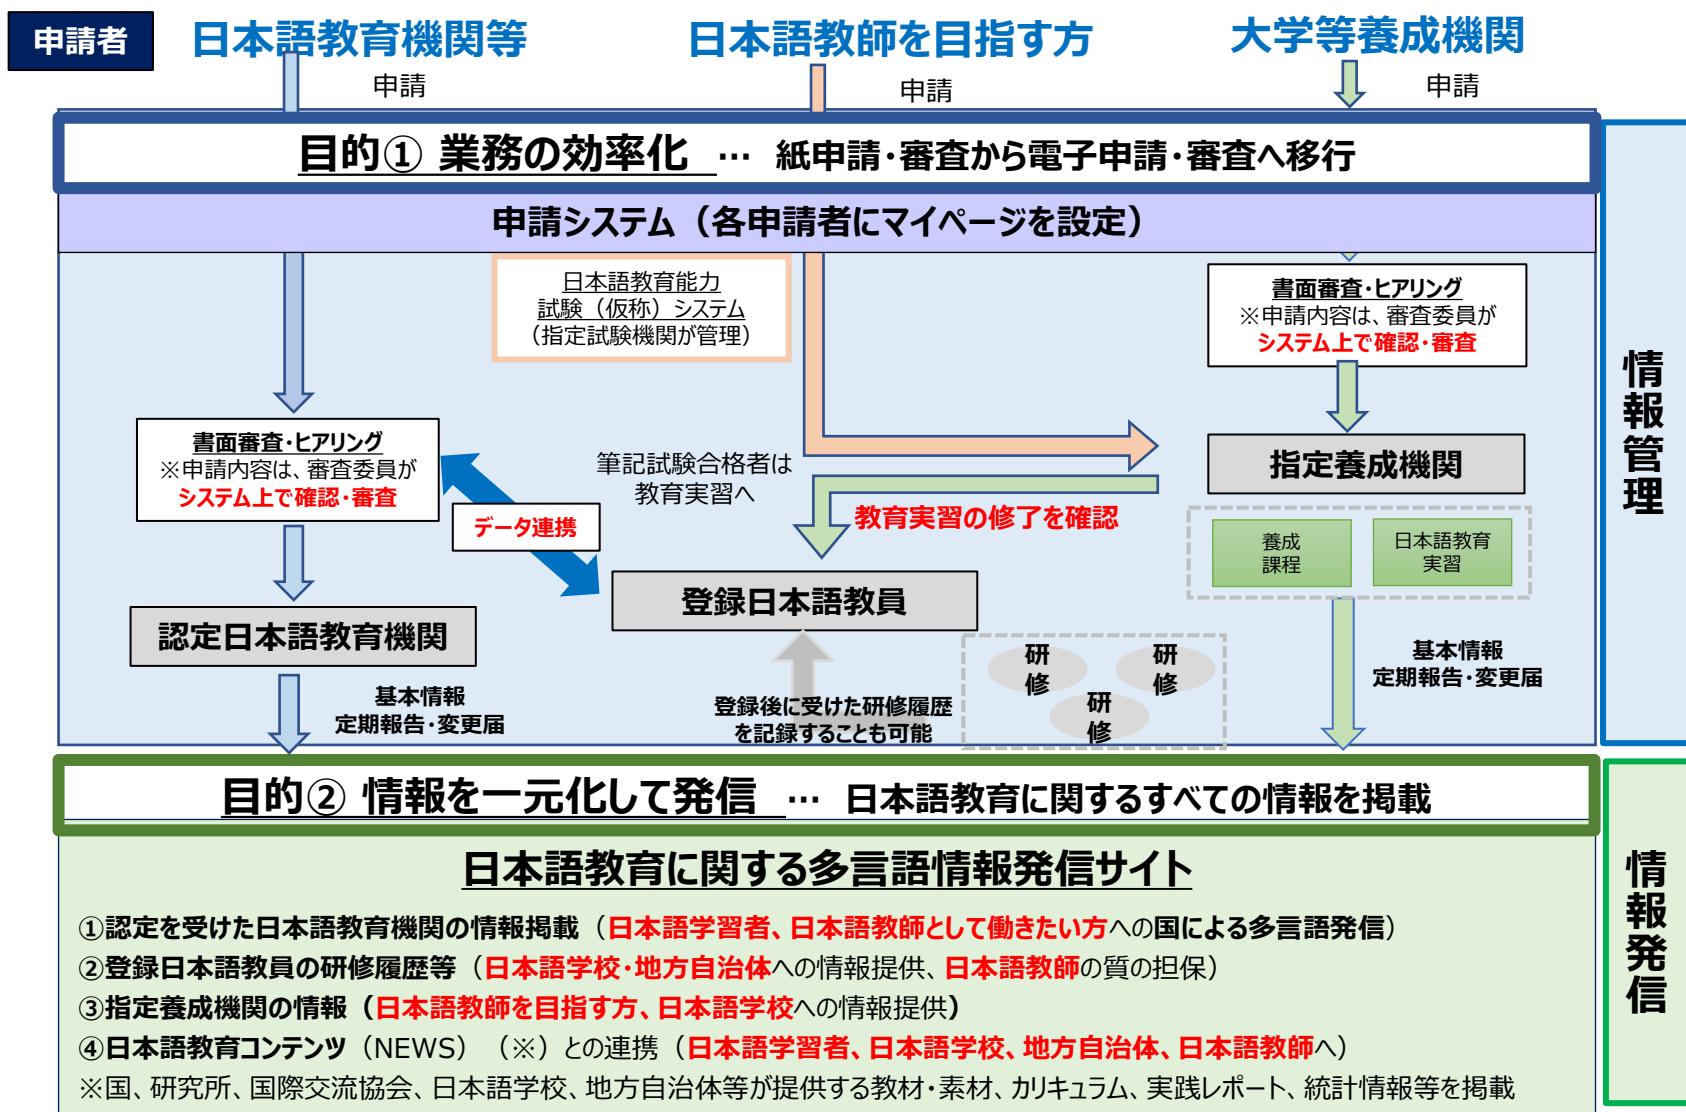 申請者
日本語教育機関等
日本語教師を目指す方
大学等養成機関
申請
申請
申請
目的① 業務の効率化 … 紙申請・審査から電子申請・審査へ移行
申請システム（各申請者にマイページを設定）
日本語教育能力
試験（仮称）システム
（指定試験機関が管理）
書面審査・ヒアリング
※申請内容は、審査委員が
システム上で確認・審査
書面審査・ヒアリング
※申請内容は、審査委員が
システム上で確認・審査
筆記試験合格者は
教育実習へ
指定養成機関
データ連携
教育実習の修了を確認
養成
課程
日本語教育
実習
登録日本語教員
認定日本語教育機関
基本情報
定期報告・変更届
登録後に受けた研修履歴
を記録することも可能
研
修
研
修
研
修
基本情報
定期報告・変更届
情報管理
目的② 情報を一元化して発信 … 日本語教育に関するすべての情報を掲載
日本語教育に関する多言語情報発信サイト
①認定を受けた日本語教育機関の情報掲載（日本語学習者、日本語教師として働きたい方への国による多言語発信）
②登録日本語教員の研修履歴等（日本語学校・地方自治体への情報提供、日本語教師の質の担保）
③指定養成機関の情報（日本語教師を目指す方、日本語学校への情報提供）
④日本語教育コンテンツ（NEWS）（※）との連携（日本語学習者、日本語学校、地方自治体、日本語教師へ）
※国、研究所、国際交流協会、日本語学校、地方自治体等が提供する教材・素材、カリキュラム、実践レポート、統計情報等を掲載
情報発信